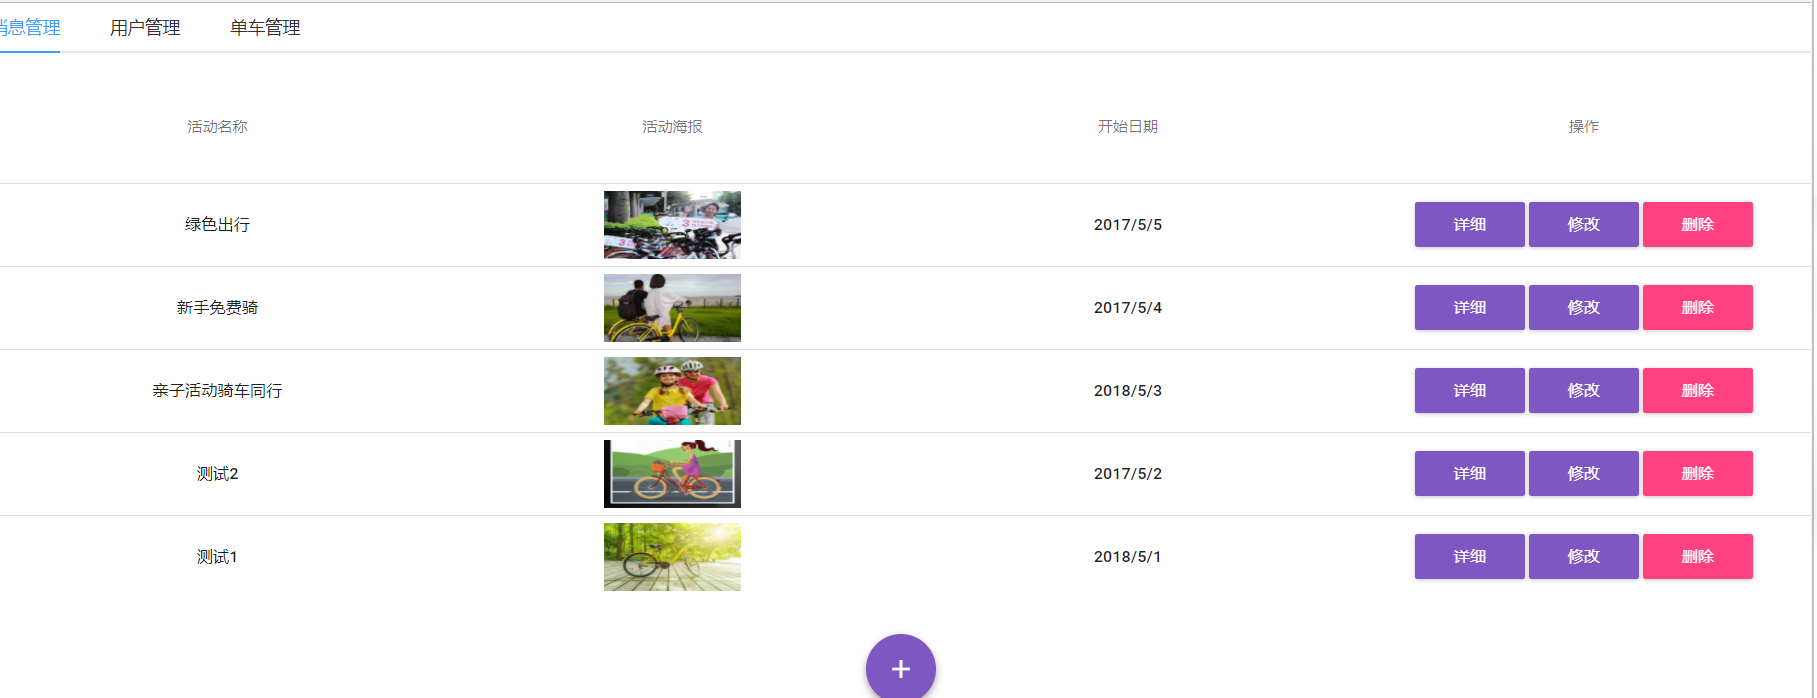 消息管理 用户管理 单车管理
活动名称 活动海报 开始日期 操作
绿色出行 2017/5/5 详细 修改 删除
新手免费骑 2017/5/4 详细 修改 删除
亲子活动骑车同行 2018/5/3 详细 修改 删除
测试2 2017/5/2 详细 修改 删除
测试1 2018/5/1 详细 修改 删除
+